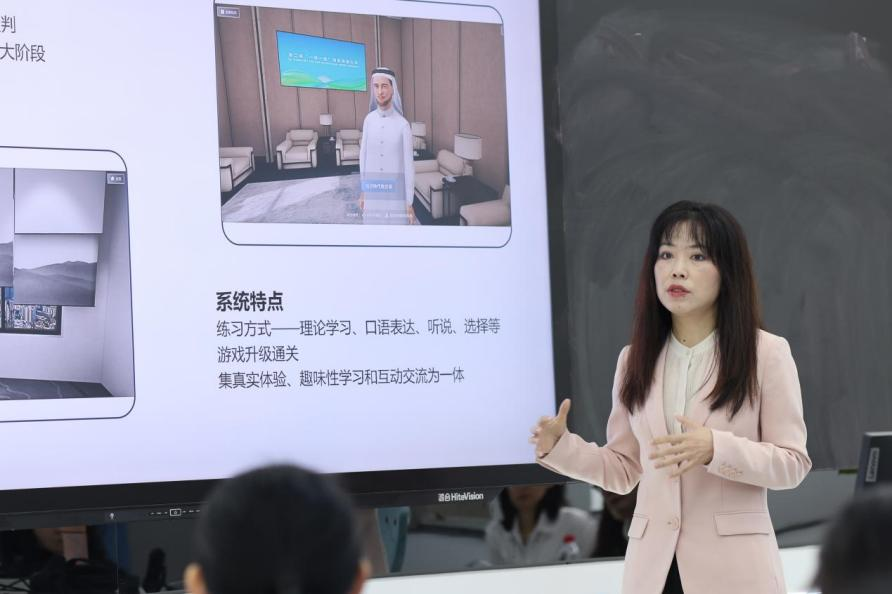 判
大阶段
系统特点
练习方式——理论学习、口语表达、听说、选择等
游戏升级通关
集真实体验、趣味性学习和互动交流为一体
HiteVision
Lenovo